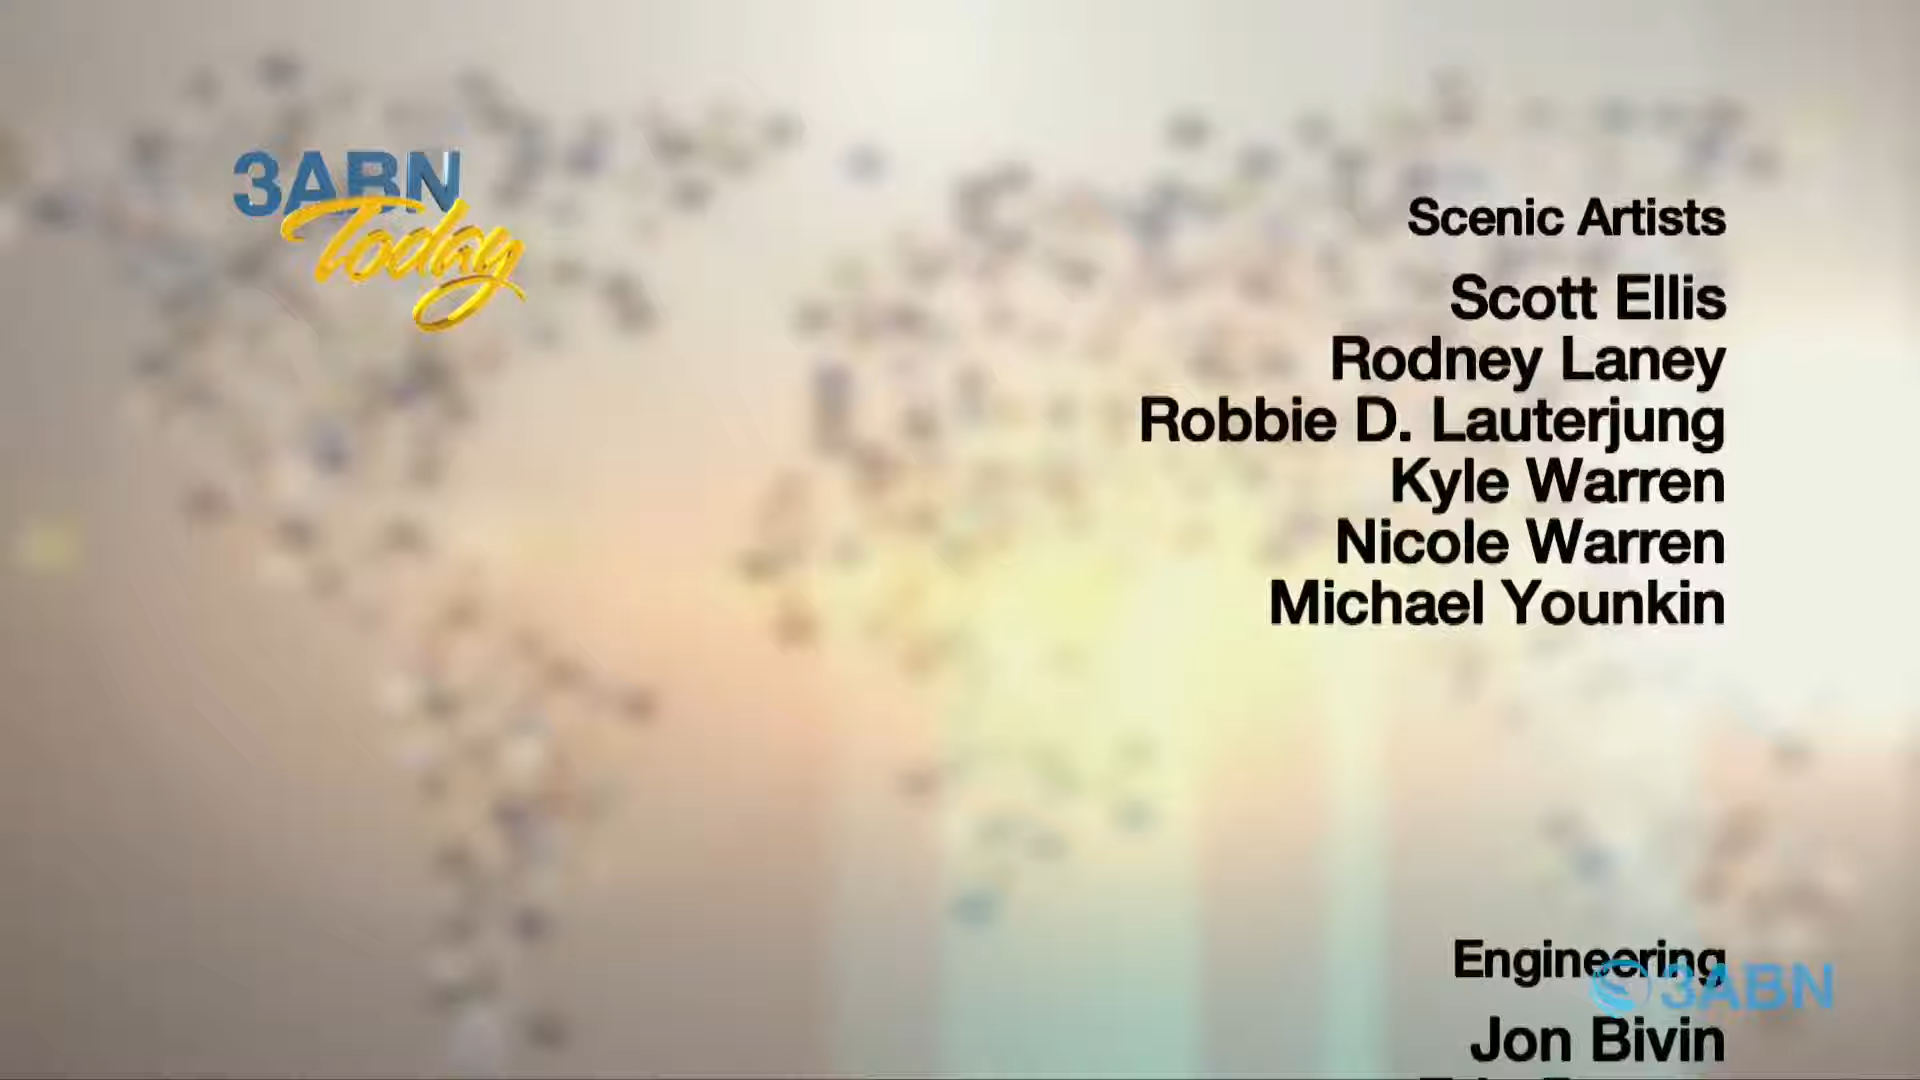 3ABN
Today
Scenic Artists
Scott Ellis
Rodney Laney
Robbie D. Lauterjung
Kyle Warren
Nicole Warren
Michael Younkin
Engineering
3ABN
Jon Bivin